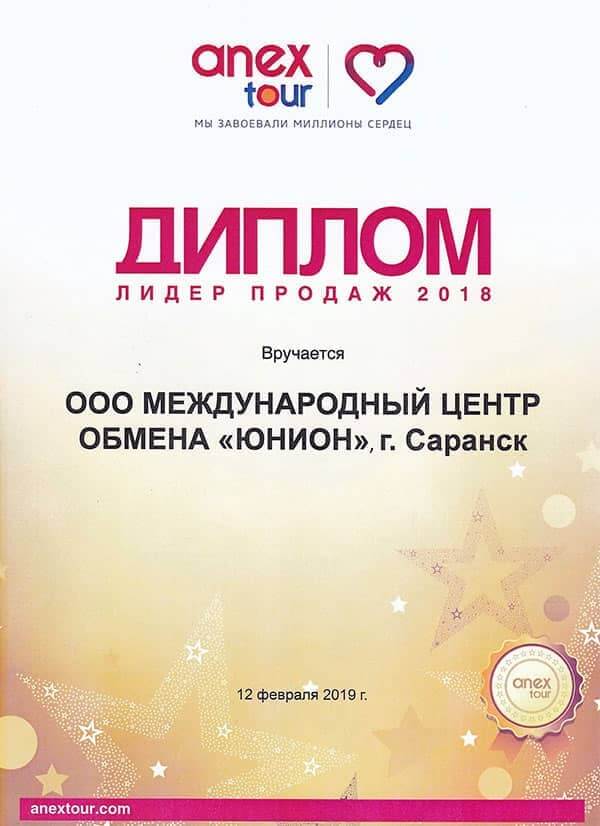 anex
tour
МЫ ЗАВОЕВАЛИ МИЛЛИОНЫ СЕРДЕЦ
ДИПЛОМ
ЛИДЕР ПРОДАЖ 2018
Вручается
ООО МЕЖДУНАРОДНЫЙ ЦЕНТР
ОБМЕНА «ЮНИОН», г. Саранск
anex
tour
12 февраля 2019 г.
anextour.com